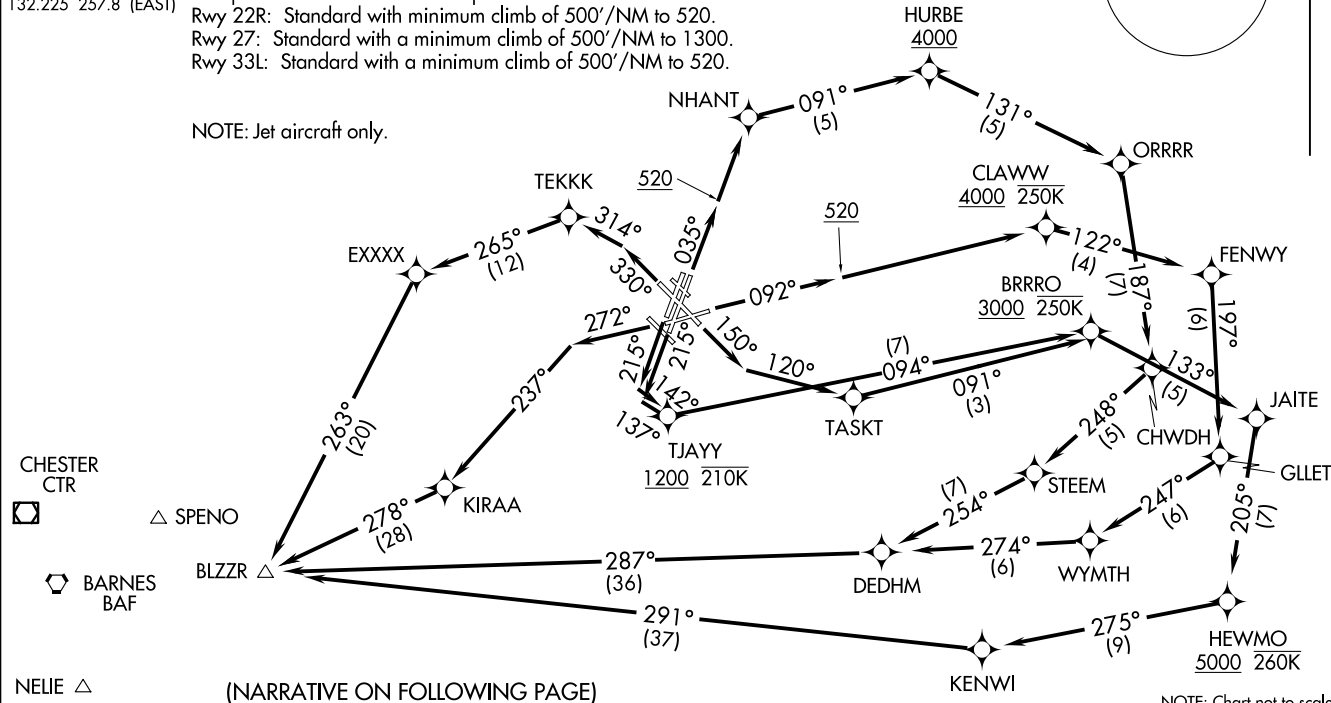 132.225 257.8 (EAST)
Rwy 22R: Standard with minimum climb of 500'/NM to 520.
Rwy 27: Standard with a minimum climb of 500'/NM to 1300.
Rwy 33L: Standard with a minimum climb of 500'/NM to 520.
NOTE: Jet aircraft only.
HURBE
4000
NHANT
091°
(5)
131°
(5)
ORRRR
TEKKK
520
CLAWW
4000 250K
520
314°
035°
EXXXX
265°
(12)
330°
092°
122°
(4)
187°
(7)
FENWY
BRRRO
3000 250K
197°
(6)
272°
215°
215°
150°
120°
(7)
094°
091°
(3)
133°
(5)
237°
142°
137°
TJAYY
1200 210K
TASKT
JAITE
263°
(20)
248°
(5)
CHWDH
GLLET
CHESTER
CTR
SPENO
KIRAA
278°
(28)
STEEM
(7)
254°
247°
(6)
205°
(7)
BARNES
BAF
BLZZR
287°
(36)
DEDHM
274°
(6)
WYMTH
291°
(37)
275°
(9)
HEWMO
5000 260K
KENWI
NELIE
(NARRATIVE ON FOLLOWING PAGE)
NOTE: Chart not to scale